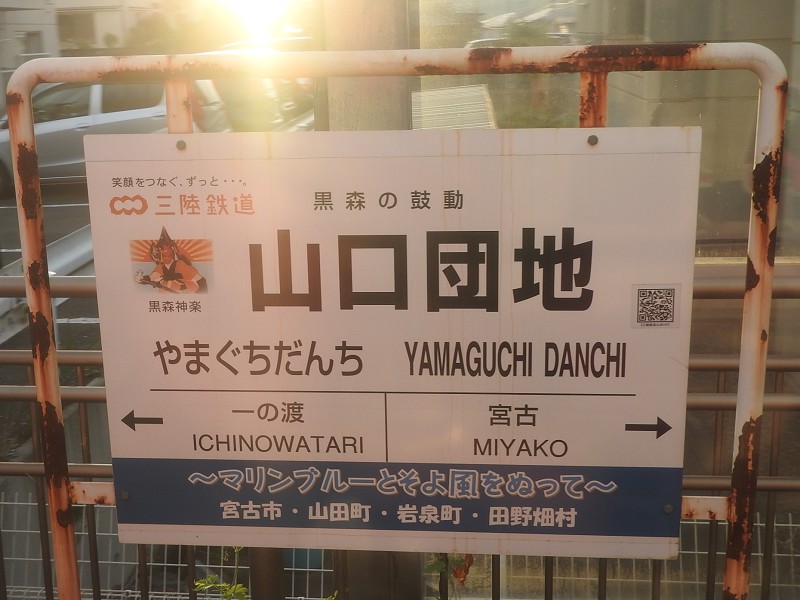 笑顔をつなぐ、ずっと・・・。
三陸鉄道
黒森の鼓動
山口団地
黒森神楽
やまぐちだんち YAMAGUCHI DANCHI
一の渡
ICHINOWATARI
宮古
MIYAKO
～マリンブルーとそよ風をぬって～
宮古市・山田町・岩泉町・田野畑村